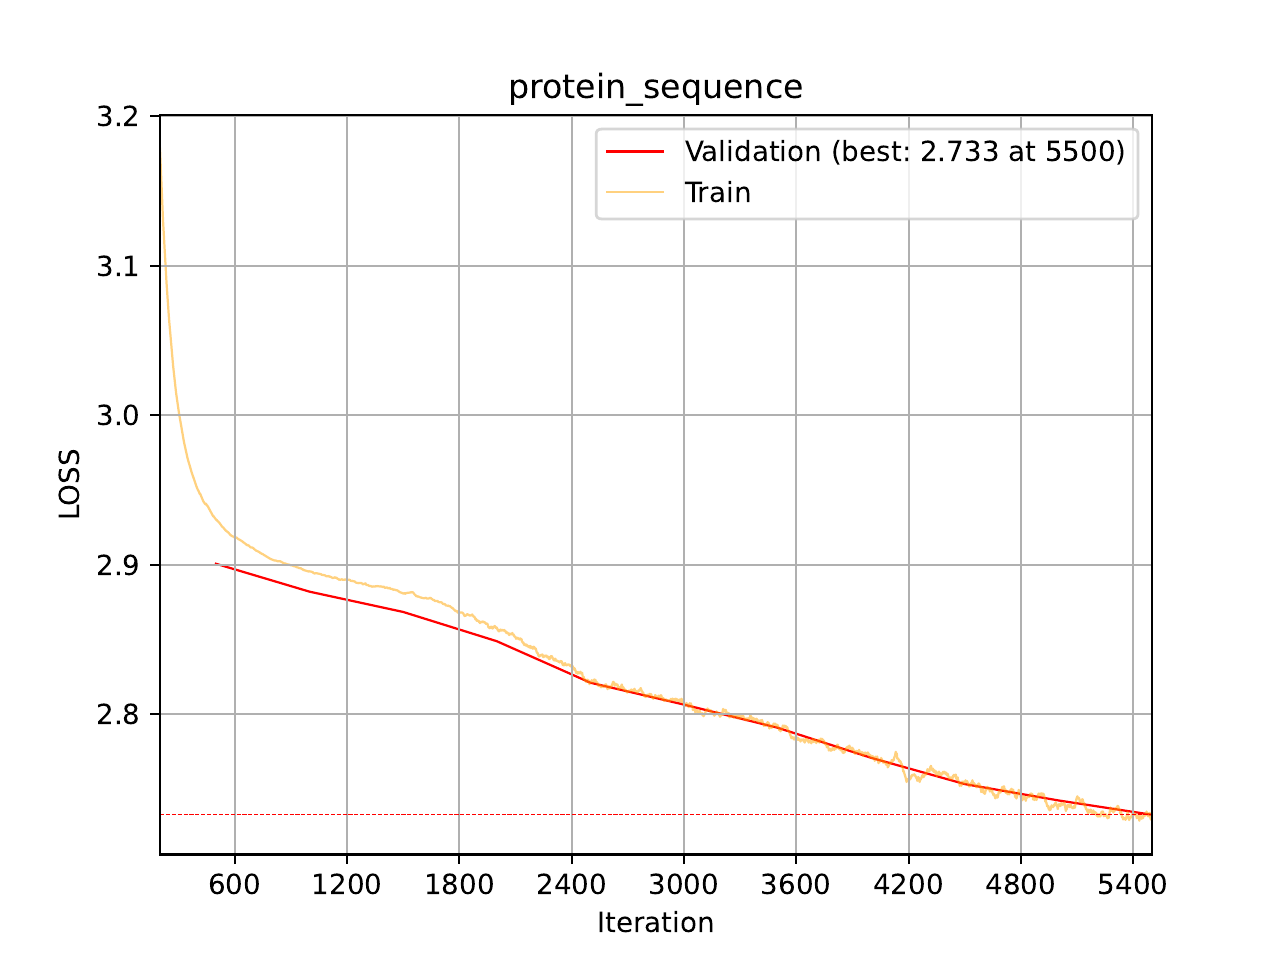 protein_sequence
3.2
3.1
3.0
2.9
2.8
LOSS
Validation (best: 2.733 at 5500)
Train
600 1200 1800 2400 3000 3600 4200 4800 5400
Iteration